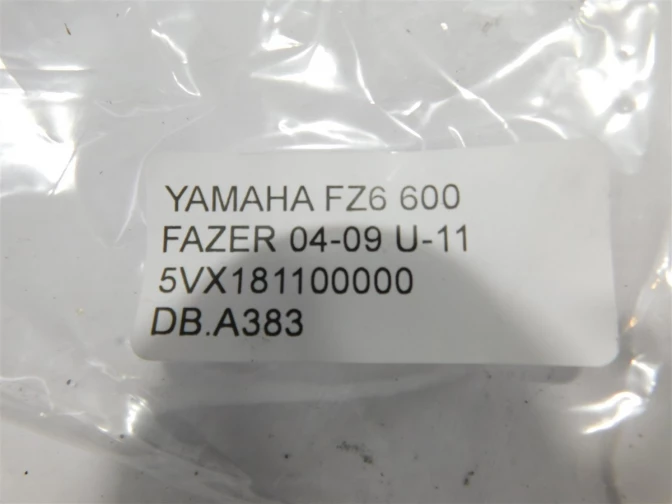 YAMAHA FZ6 600
FAZER 04-09 U-11
5VX181100000
DB.A383